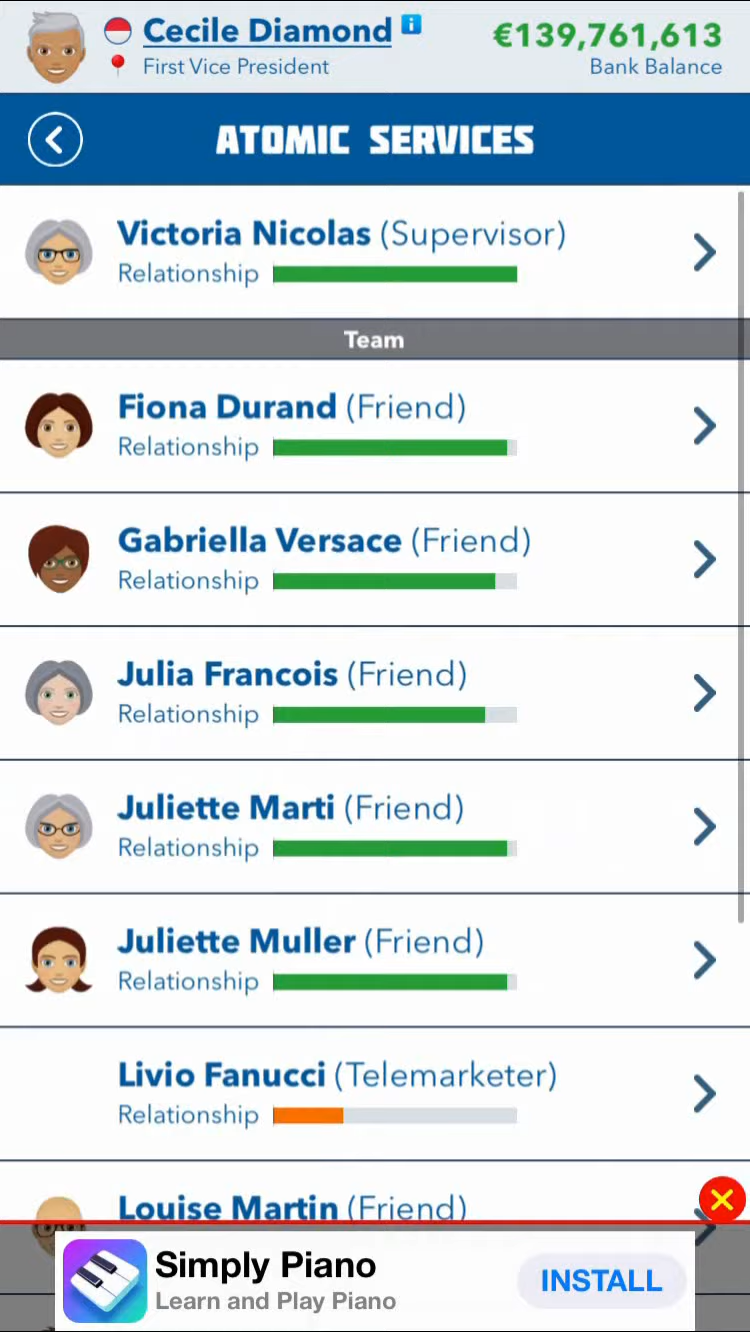 Cecile Diamond i
€139,761,613
First Vice President
Bank Balance
ATOMIC SERVICES
Victoria Nicolas (Supervisor)
Relationship
Team
Fiona Durand (Friend)
Relationship
Gabriella Versace (Friend)
Relationship
Julia Francois (Friend)
Relationship
Juliette Marti (Friend)
Relationship
Juliette Muller (Friend)
Relationship
Livio Fanucci (Telemarketer)
Relationship
Louise Martin (Friend)
Simply Piano
Learn and Play Piano
INSTALL